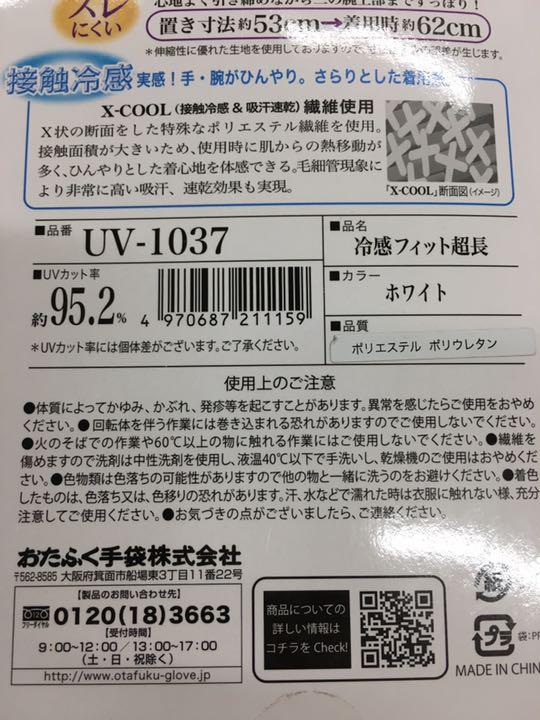 ズレ
にくい
置き寸法約53cm→着用時約62cm
*伸縮性に優れた生地を使用しておりますので、差が生じます。
接触冷感
実感!手・腕がひんやり。さらりとした着用感
X-COOL(接触冷感&吸汗速乾)繊維使用
X状の断面をした特殊なポリエステル繊維を使用。
接触面積が大きいため、使用時に肌からの熱移動が
多く、ひんやりとした着心地を体感できる。毛細管現象に
より非常に高い吸汗、速乾効果も実現。
「X-COOL」断面図(イメージ)
■品番
UV-1037
■品名
冷感フィット超長
■UVカット率
約95.2%
4 970687 211159
■カラー
ホワイト
*UVカット率には個体差がございます。ご了承ください。
■品質
ポリエステル ポリウレタン
使用上のご注意
●体質によってかゆみ、かぶれ、発疹等を起こすことがあります。異常を感じたらご使用をおやめ
ください。●回転体を伴う作業には巻き込まれる恐れがありますのでご使用しないでください。
●火のそばでの作業や60℃以上の物に触れる作業にはご使用しないでください。●繊維を
傷めますので洗剤は中性洗剤を使用し、液温40℃以下で手洗いし、乾燥機のご使用はおやめくだ
さい。●色物類は色落ちの可能性がありますので他の物と一緒に洗うのをお避けください。●着色
したものは、色落ち又は、色移りの恐れがあります。汗、水などで濡れた時は衣服に触れない様、充分
注意してご使用ください。●お気づきの点がございましたら、ご連絡ください。
おたふく手袋株式会社
〒562-8585 大阪府箕面市船場東3丁目11番22号
【製品のお問い合わせ先】
フリーダイヤル 0120(18)3663
【受付時間】
9:00~12:00/13:00~17:00
(土・日・祝除く)
http://www.otafuku-glove.jp
商品についての
詳しい情報は
コチラを Check!
紙
プラ
袋:PP
MADE IN CHINA